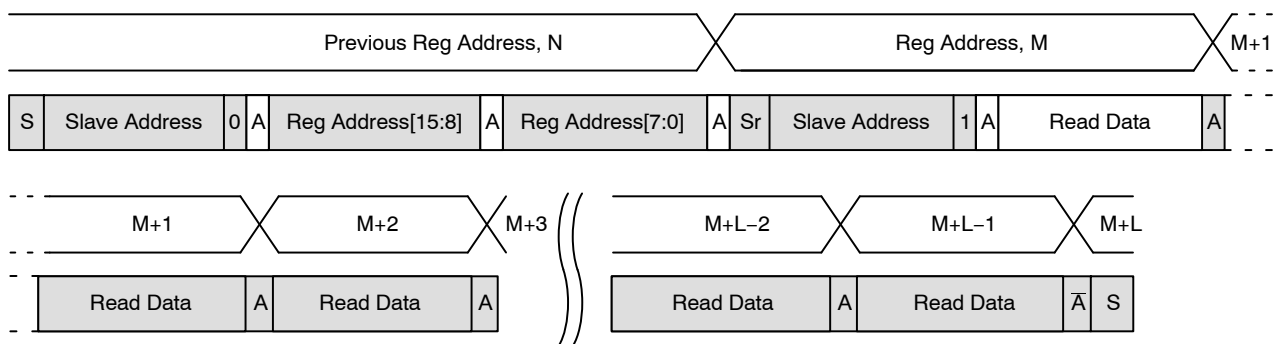 Previous Reg Address, N Reg Address, M M+1
S Slave Address 0 A Reg Address[15:8] A Reg Address[7:0] A Sr Slave Address 1 A Read Data A
M+1 M+2 M+3 M+L−2 M+L−1 M+L
Read Data A Read Data A Read Data A Read Data A̅ S